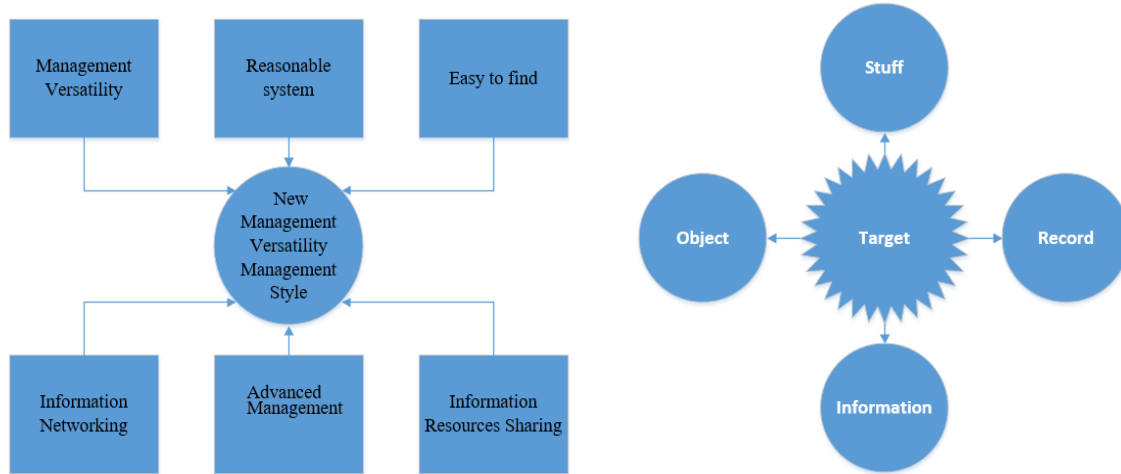 Management
Versatility
Reasonable
system
Easy to find
New
Management
Versatility
Management
Style
Information
Networking
Advanced
Management
Information
Resources Sharing
Stuff
Object
Target
Record
Information